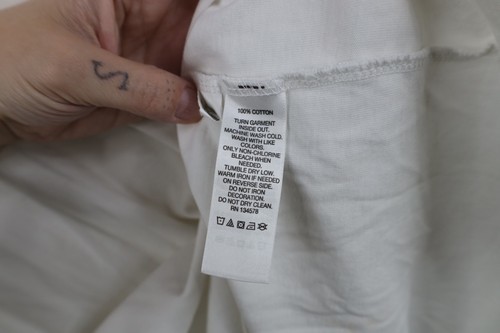 S
100% COTTON
TURN GARMENT
INSIDE OUT.
MACHINE WASH COLD.
WASH WITH LIKE
COLORS.
ONLY NON-CHLORINE
BLEACH WHEN
NEEDED.
TUMBLE DRY LOW.
WARM IRON IF NEEDED
ON REVERSE SIDE.
DO NOT IRON
DECORATION.
DO NOT DRY CLEAN.
RN 134578